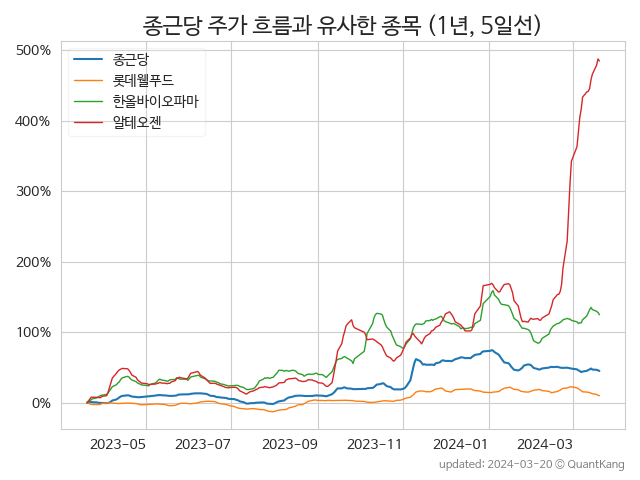 종근당 주가 흐름과 유사한 종목 (1년, 5일선)
500%
400%
300%
200%
100%
0%
종근당
롯데웰푸드
한올바이오파마
알테오젠
2023-05
2023-07
2023-09
2023-11
2024-01
2024-03
updated: 2024-03-20 © QuantKang